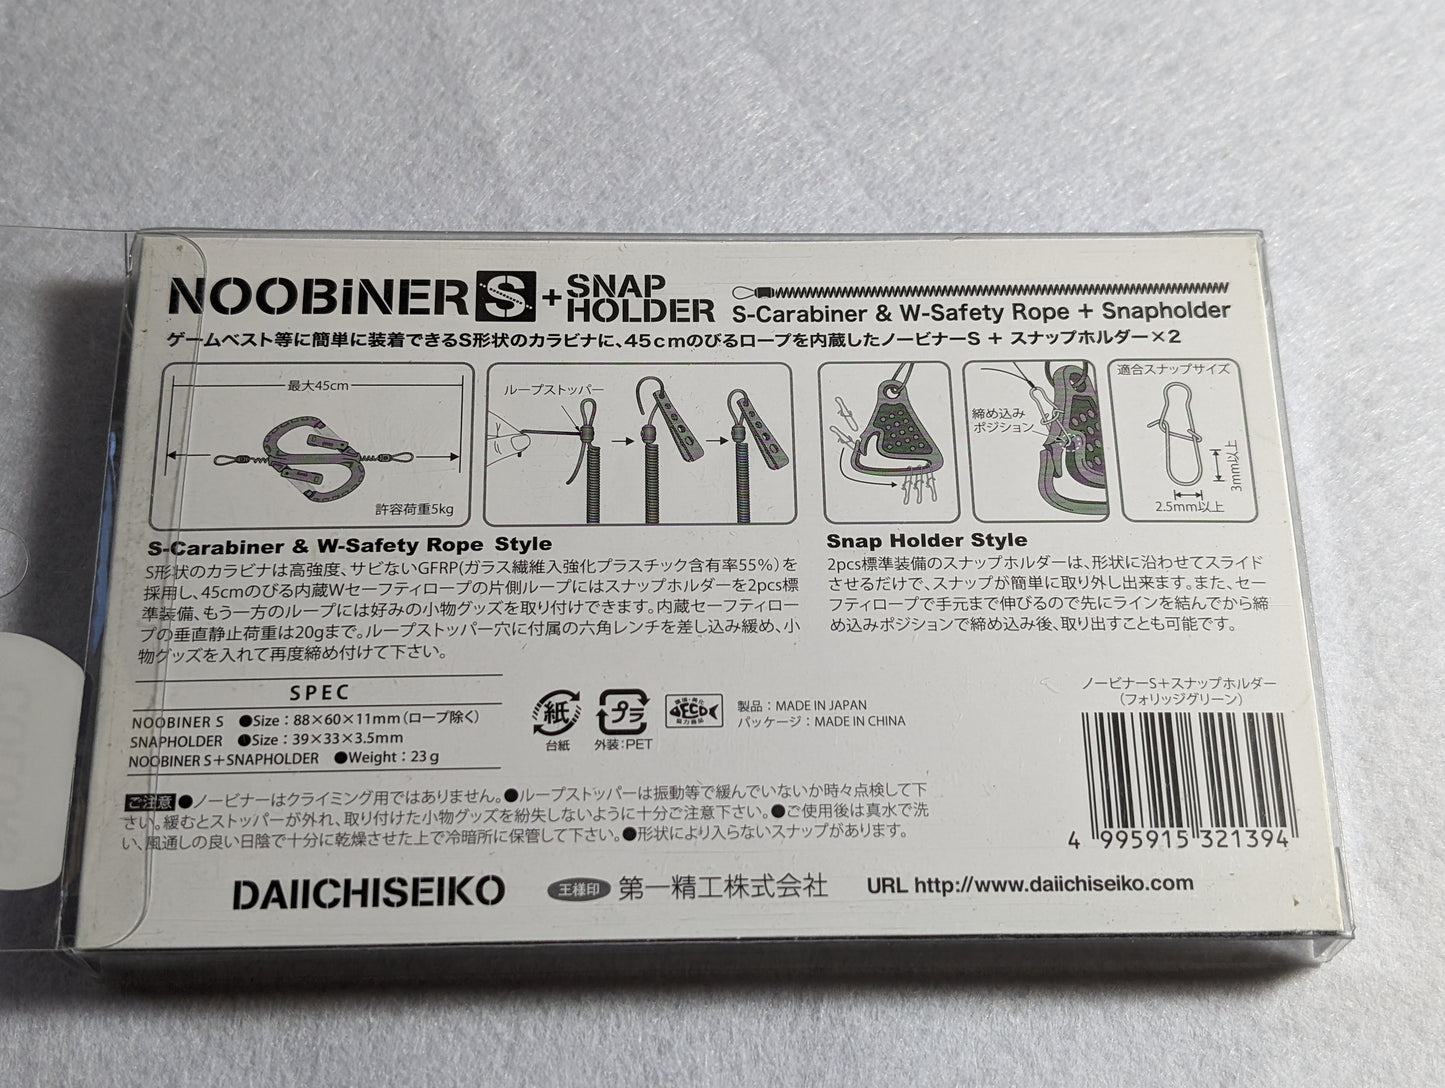 NOOBiNER S + SNAP HOLDER
S-Carabiner & W-Safety Rope + Snapholder
ゲームベスト等に簡単に装着できるS形状のカラビナに、45cmのびるロープを内蔵したノービナーS + スナップホルダー×2
最大45cm
許容荷重5kg
ループストッパー
締め込み
ポジション
適合スナップサイズ
3mm以上
2.5mm以上
S-Carabiner & W-Safety Rope Style
S形状のカラビナは高強度、サビないGFRP(ガラス繊維入強化プラスチック含有率55%)を
採用し、45cmのびる内蔵Wセーフティロープの片側ループにはスナップホルダーを2pcs標
準装備、もう一方のループには好みの小物グッズを取り付けできます。内蔵セーフティロー
プの垂直静止荷重は20gまで。ループストッパー穴に付属の六角レンチを差し込み緩め、小
物グッズを入れて再度締め付けて下さい。
Snap Holder Style
2pcs標準装備のスナップホルダーは、形状に沿わせてスライド
させるだけで、スナップが簡単に取り外し出来ます。また、セー
フティロープで手元まで伸びるので先にラインを結んでから締
め込みポジションで締め込み後、取り出すことも可能です。
SPEC
NOOBINER S ●Size：88×60×11mm(ロープ除く)
SNAPHOLDER ●Size：39×33×3.5mm
NOOBINER S+SNAPHOLDER ●Weight：23g
紙
台紙
プラ
外装：PET
FECO
製品：MADE IN JAPAN
パッケージ：MADE IN CHINA
ノービナーS+スナップホルダー
(フォリッジグリーン)
4 995915 321394
ご注意 ●ノービナーはクライミング用ではありません。●ループストッパーは振動等で緩んでいないか時々点検して下
さい。緩むとストッパーが外れ、取り付けた小物グッズを紛失しないように十分ご注意下さい。●ご使用後は真水で洗
い、風通しの良い日陰で十分に乾燥させた上で冷暗所に保管して下さい。●形状により入らないスナップがあります。
DAIICHISEIKO 王様印 第一精工株式会社 URL http://www.daiichiseiko.com